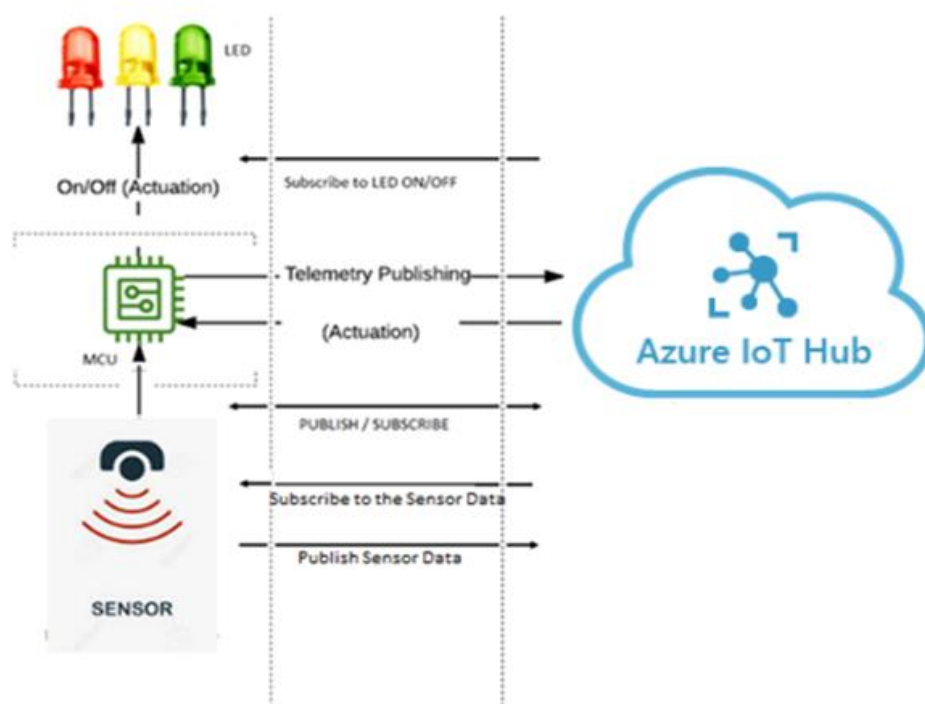 LED
On/Off (Actuation)
Subscribe to LED ON/OFF
Telemetry Publishing
(Actuation)
MCU
Azure IoT Hub
PUBLISH / SUBSCRIBE
Subscribe to the Sensor Data
Publish Sensor Data
SENSOR